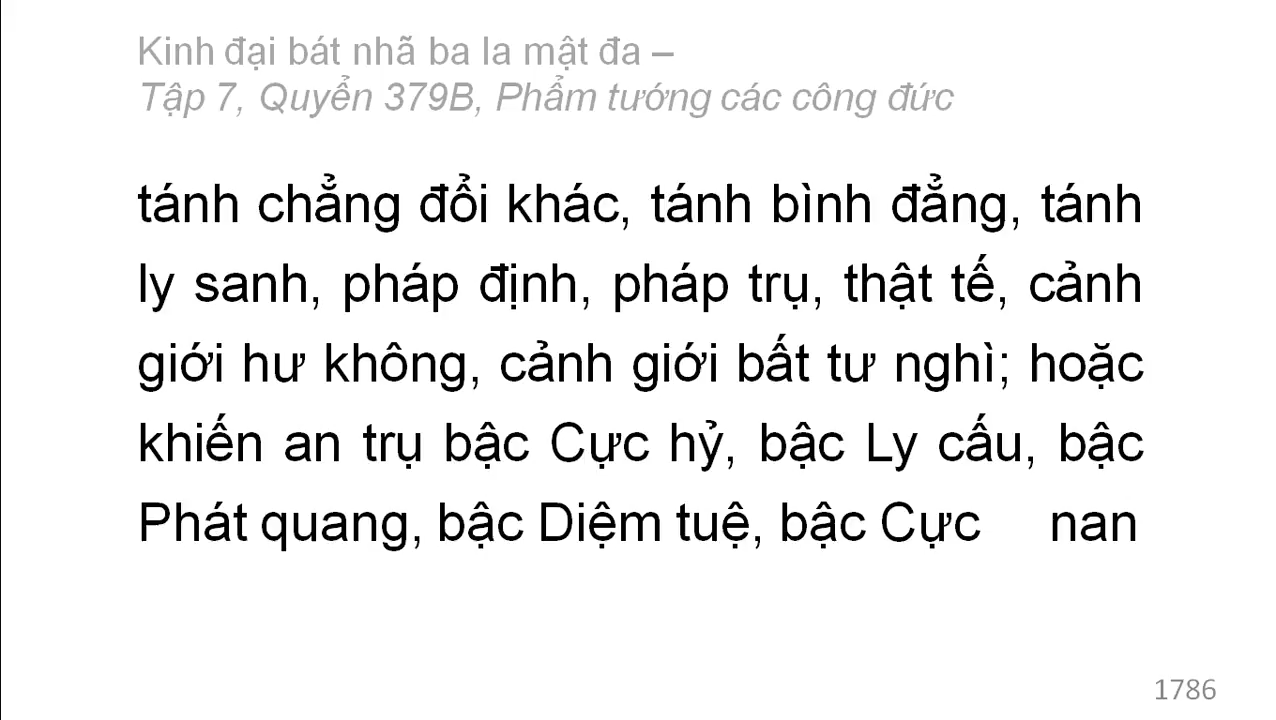 Kinh đại bát nhã ba la mật đa –
Tập 7, Quyển 379B, Phẩm tướng các công đức
tánh chẳng đổi khác, tánh bình đẳng, tánh
ly sanh, pháp định, pháp trụ, thật tế, cảnh
giới hư không, cảnh giới bất tư nghì; hoặc
khiến an trụ bậc Cực hỷ, bậc Ly cấu, bậc
Phát quang, bậc Diệm tuệ, bậc Cực nan
1786